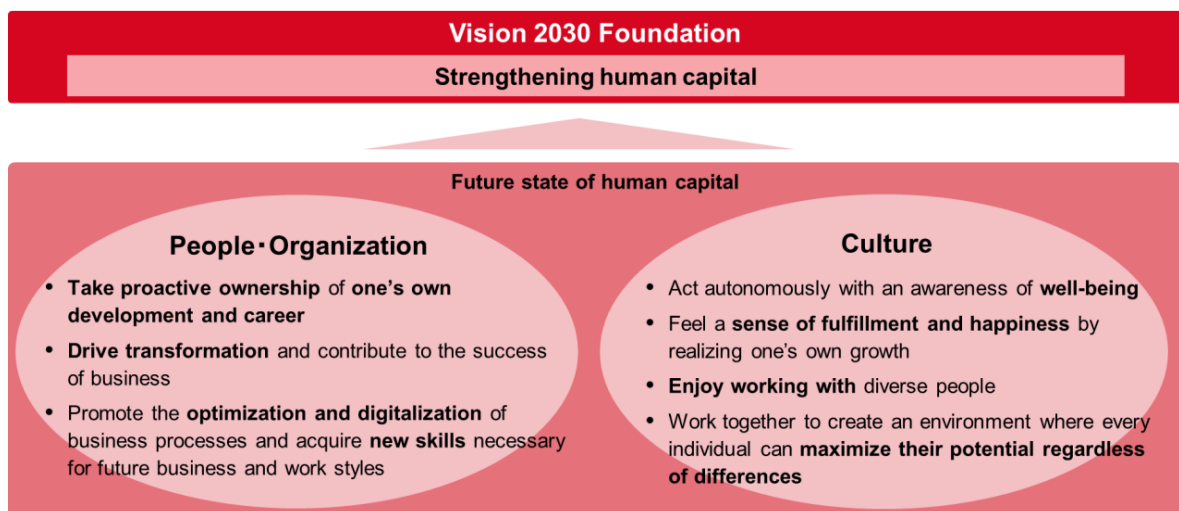 Vision 2030 Foundation
Strengthening human capital
Future state of human capital
People・Organization
• Take proactive ownership of one's own
development and career
• Drive transformation and contribute to the success
of business
• Promote the optimization and digitalization of
business processes and acquire new skills necessary
for future business and work styles
Culture
• Act autonomously with an awareness of well-being
• Feel a sense of fulfillment and happiness by
realizing one's own growth
• Enjoy working with diverse people
• Work together to create an environment where every
individual can maximize their potential regardless
of differences